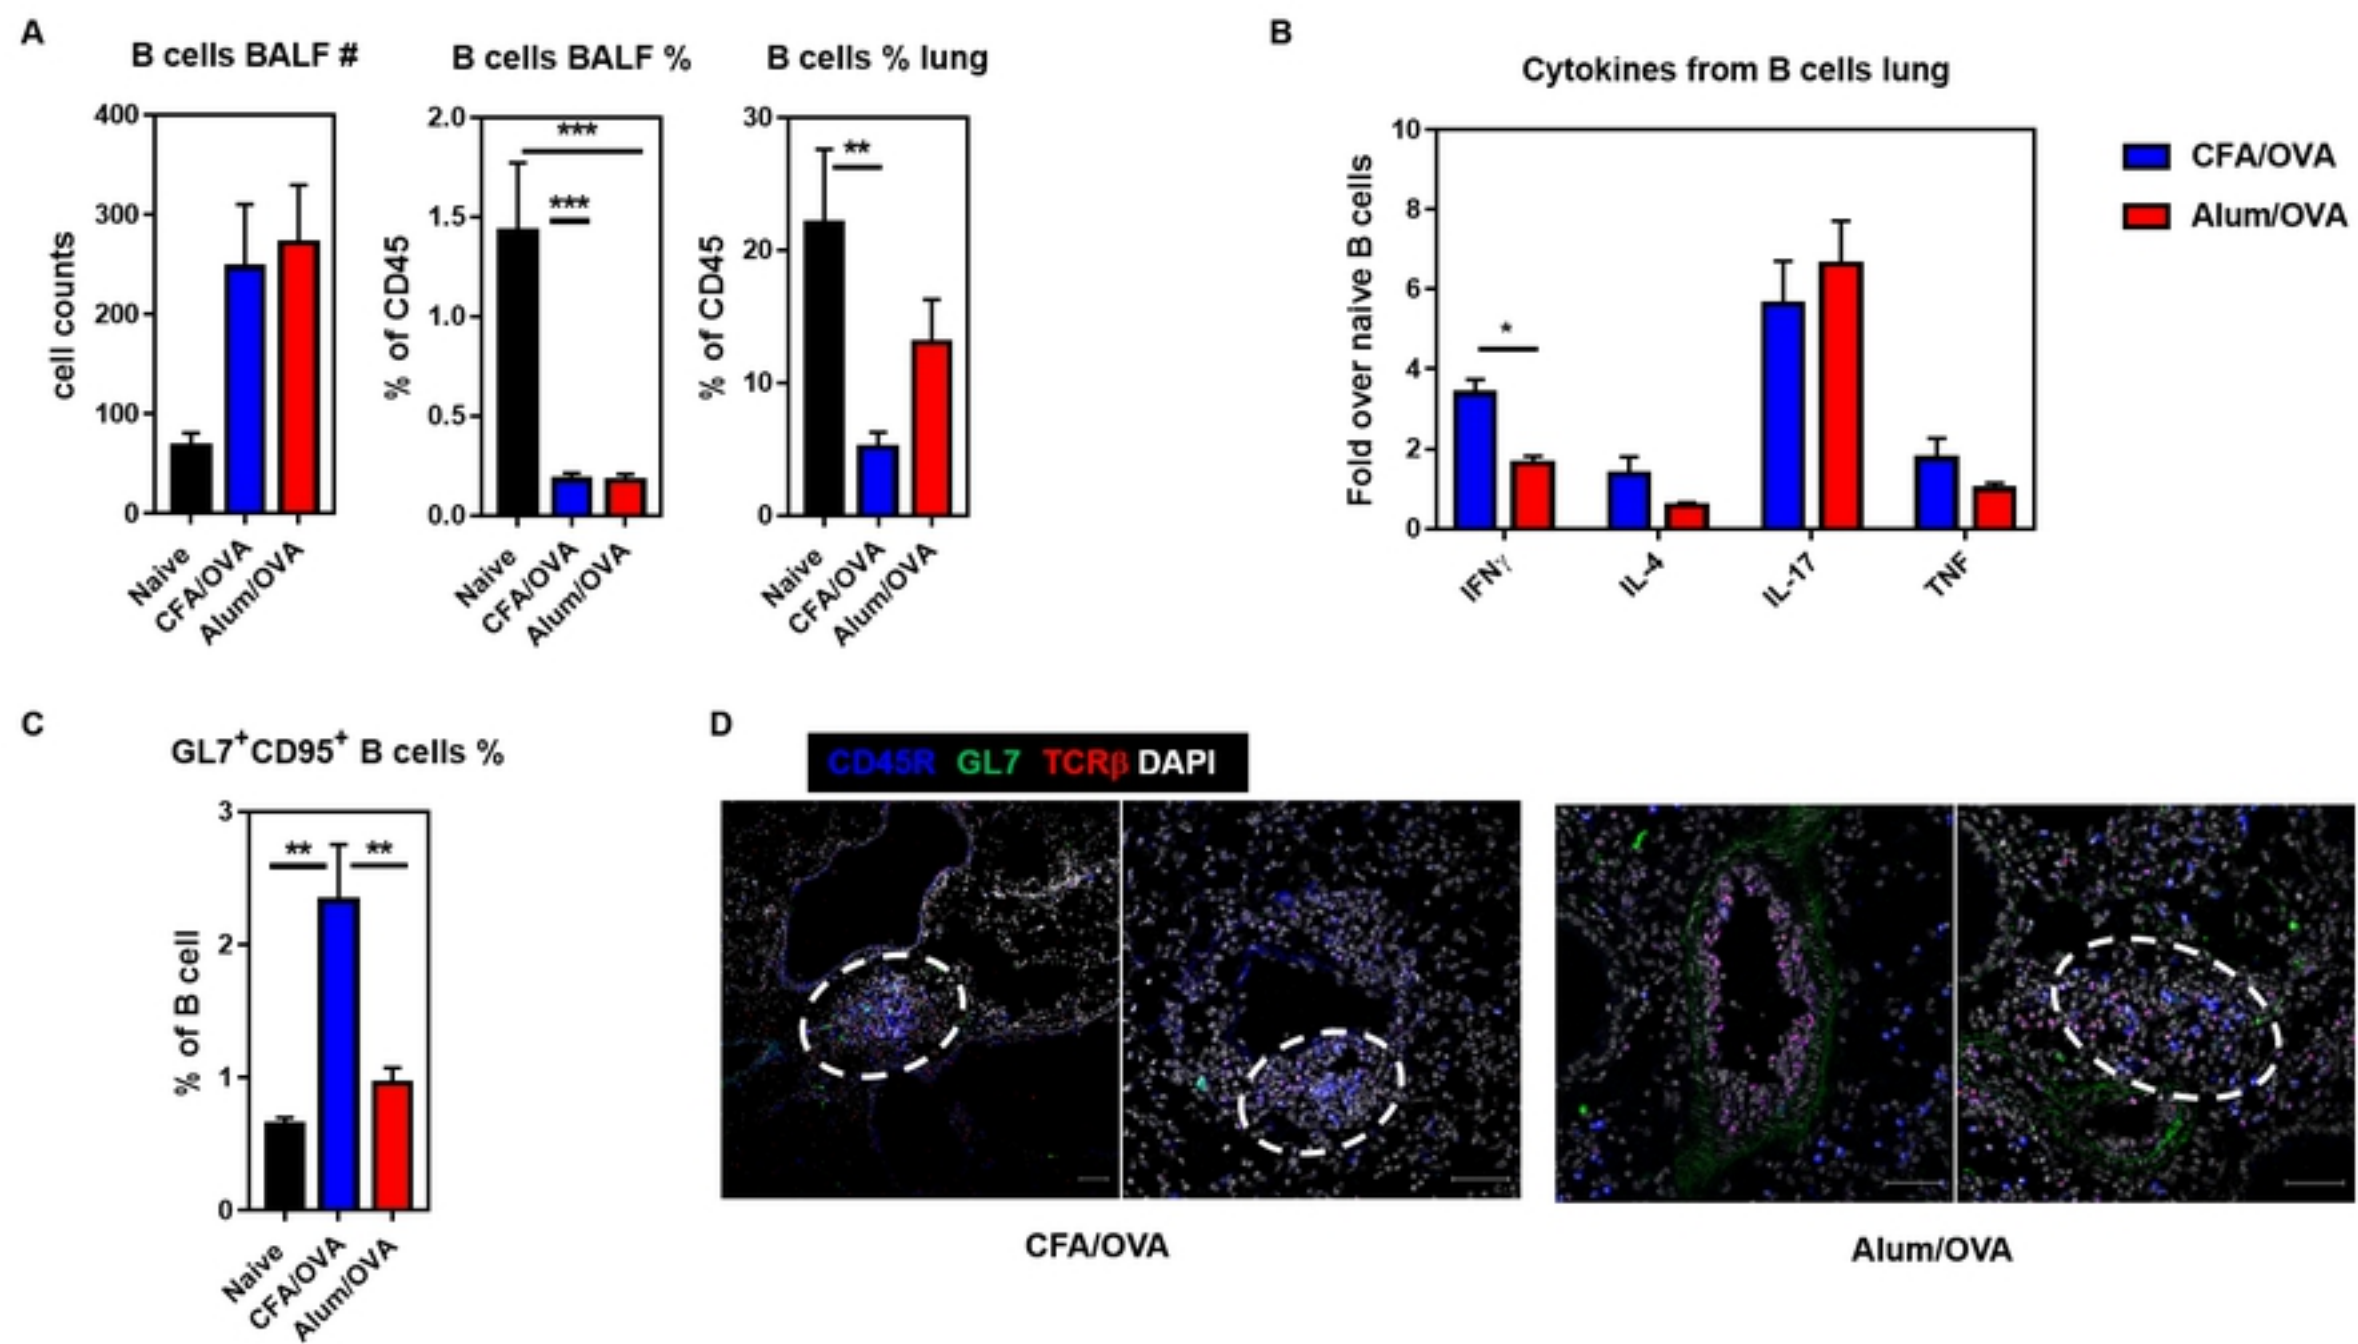 A
B cells BALF #
cell counts
400
300
200
100
0
Naive
CFA/OVA
Alum/OVA
B cells BALF %
% of CD45
2.0
1.5
1.0
0.5
0.0
***
***
Naive
CFA/OVA
Alum/OVA
B cells % lung
% of CD45
30
20
10
0
**
Naive
CFA/OVA
Alum/OVA
B
Cytokines from B cells lung
Fold over naive B cells
10
8
6
4
2
0
*
IFNγ
IL-4
IL-17
TNF
CFA/OVA
Alum/OVA
C
GL7⁺CD95⁺ B cells %
% of B cell
3
2
1
0
** **
Naive
CFA/OVA
Alum/OVA
D
CD45R GL7 TCRβ DAPI
CFA/OVA
Alum/OVA